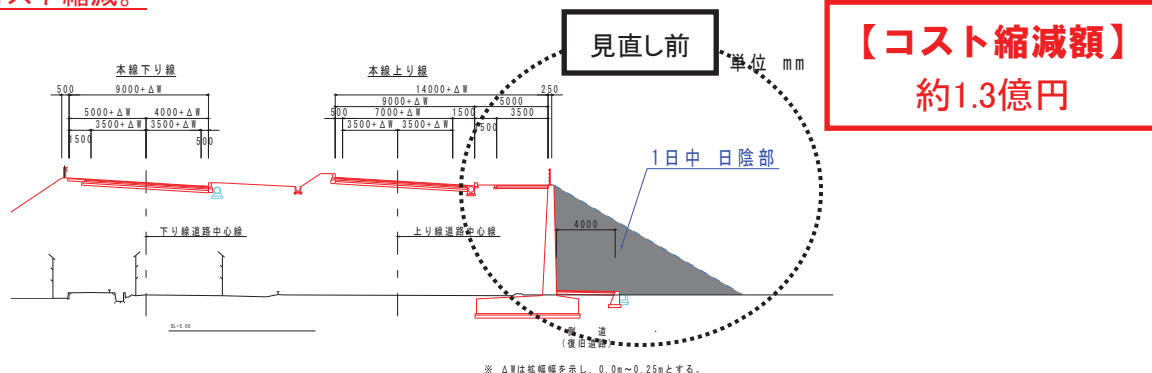 スト縮減。
見直し前
【コスト縮減額】
約1.3億円
単位 mm
本線下り線
本線上り線
500
9000+ΔW
14000+ΔW
250
9000+ΔW
5000
5000+ΔW
4000+ΔW
500
7000+ΔW
1500
3500
3500+ΔW
3500+ΔW
3500+ΔW
3500+ΔW
500
1500
500
1日中 日陰部
4000
下り線道路中心線
上り線道路中心線
DL=5.00
側道
(復旧道路)
※ ΔWは拡幅幅を示し、0.0m~0.25mとする。